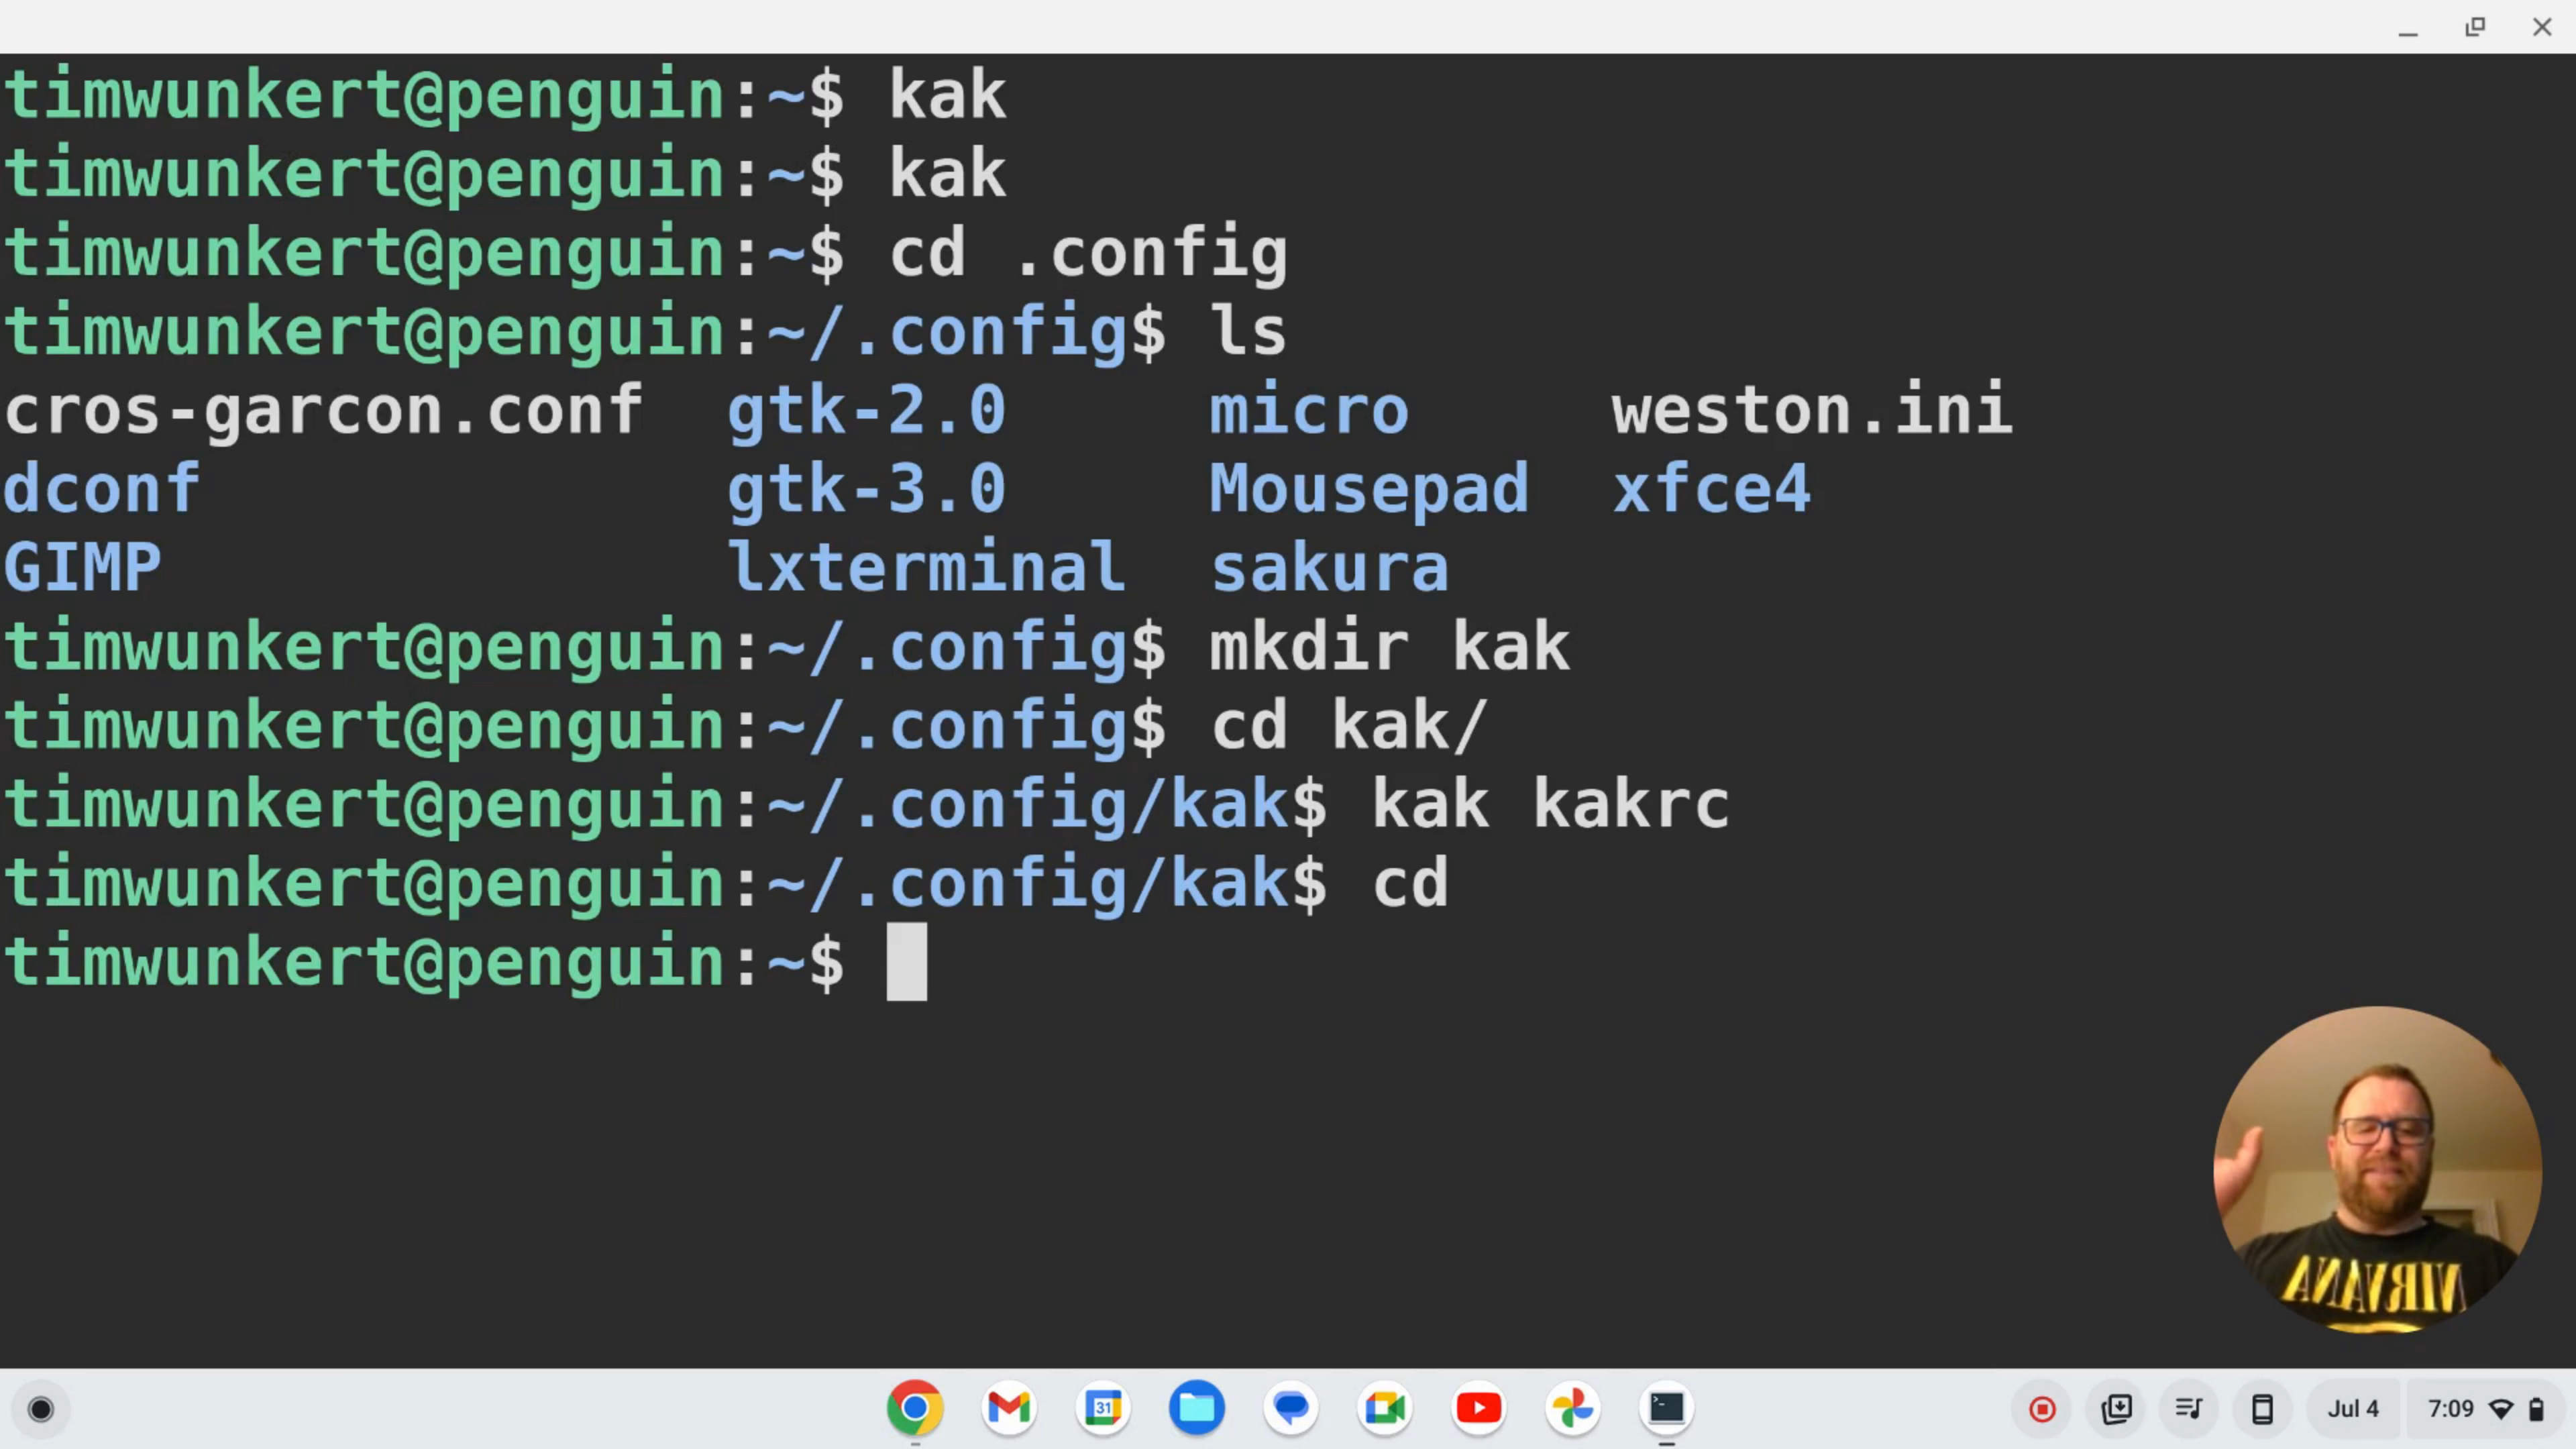 timwunkert@penguin:~$ kak
timwunkert@penguin:~$ kak
timwunkert@penguin:~$ cd .config
timwunkert@penguin:~/.config$ ls
cros-garcon.conf  gtk-2.0     micro     weston.ini
dconf             gtk-3.0     Mousepad  xfce4
GIMP              lxterminal  sakura
timwunkert@penguin:~/.config$ mkdir kak
timwunkert@penguin:~/.config$ cd kak/
timwunkert@penguin:~/.config/kak$ kak kakrc
timwunkert@penguin:~/.config/kak$ cd
timwunkert@penguin:~$
NIRVANA
31
Jul 4  7:09